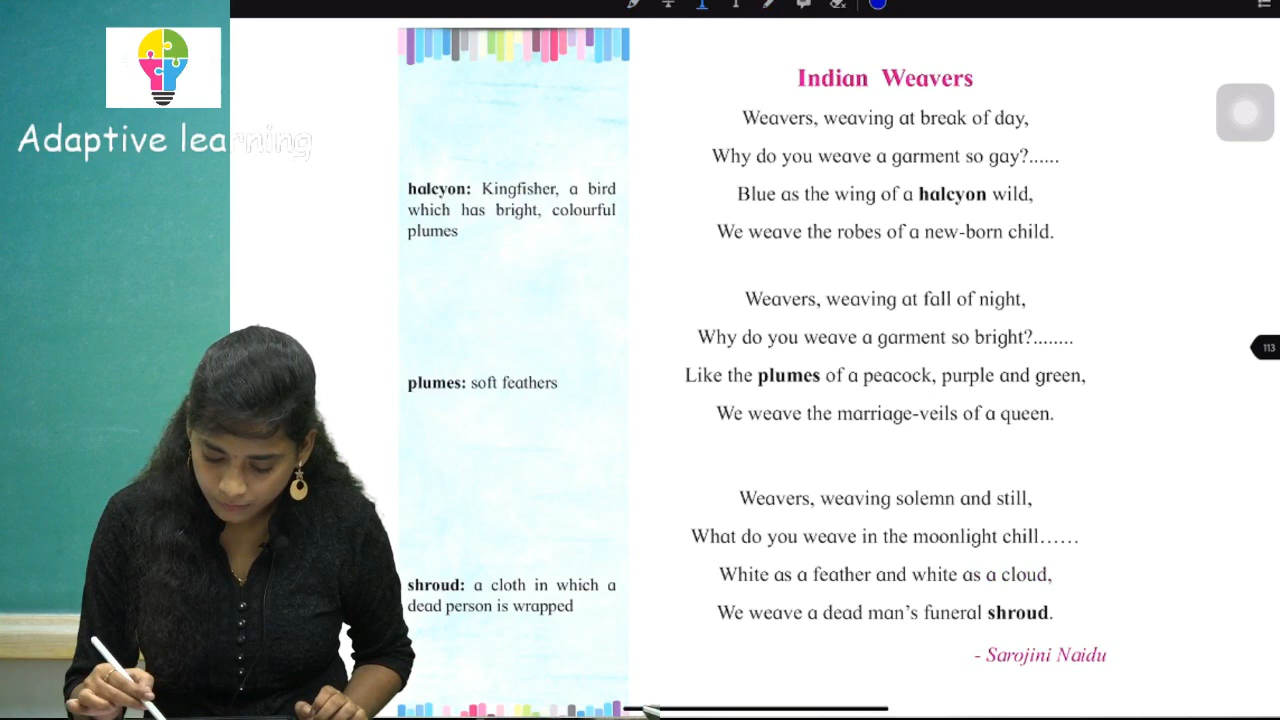 Adaptive learning
halcyon: Kingfisher, a bird
which has bright, colourful
plumes
plumes: soft feathers
shroud: a cloth in which a
dead person is wrapped
Indian Weavers
Weavers, weaving at break of day,
Why do you weave a garment so gay?......
Blue as the wing of a halcyon wild,
We weave the robes of a new-born child.
Weavers, weaving at fall of night,
Why do you weave a garment so bright?........
Like the plumes of a peacock, purple and green,
We weave the marriage-veils of a queen.
Weavers, weaving solemn and still,
What do you weave in the moonlight chill……
White as a feather and white as a cloud,
We weave a dead man's funeral shroud.
- Sarojini Naidu
113